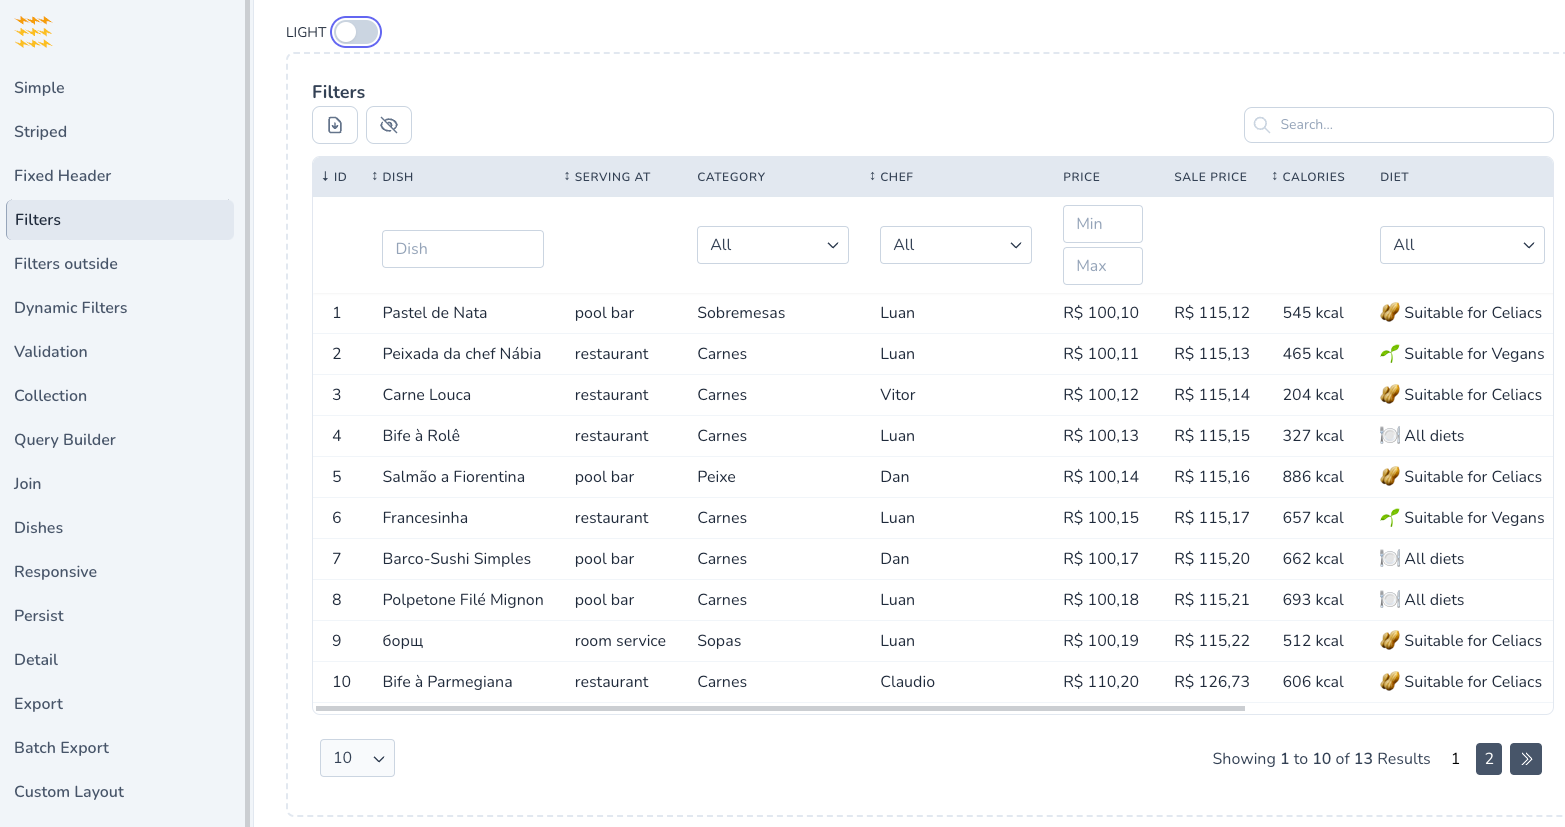 LIGHT
Simple
Striped
Fixed Header
Filters
Filters outside
Dynamic Filters
Validation
Collection
Query Builder
Join
Dishes
Responsive
Persist
Detail
Export
Batch Export
Custom Layout
Filters
Search...
ID DISH SERVING AT CATEGORY CHEF PRICE SALE PRICE CALORIES DIET
Dish All All Min All
Max
1 Pastel de Nata pool bar Sobremesas Luan R$ 100,10 R$ 115,12 545 kcal Suitable for Celiacs
2 Peixada da chef Nábia restaurant Carnes Luan R$ 100,11 R$ 115,13 465 kcal Suitable for Vegans
3 Carne Louca restaurant Carnes Vitor R$ 100,12 R$ 115,14 204 kcal Suitable for Celiacs
4 Bife à Rolê restaurant Carnes Luan R$ 100,13 R$ 115,15 327 kcal All diets
5 Salmão a Fiorentina pool bar Peixe Dan R$ 100,14 R$ 115,16 886 kcal Suitable for Celiacs
6 Francesinha restaurant Carnes Luan R$ 100,15 R$ 115,17 657 kcal Suitable for Vegans
7 Barco-Sushi Simples pool bar Carnes Dan R$ 100,17 R$ 115,20 662 kcal All diets
8 Polpetone Filé Mignon pool bar Carnes Luan R$ 100,18 R$ 115,21 693 kcal All diets
9 борщ room service Sopas Luan R$ 100,19 R$ 115,22 512 kcal Suitable for Celiacs
10 Bife à Parmegiana restaurant Carnes Claudio R$ 110,20 R$ 126,73 606 kcal Suitable for Celiacs
10 Showing 1 to 10 of 13 Results 1 2